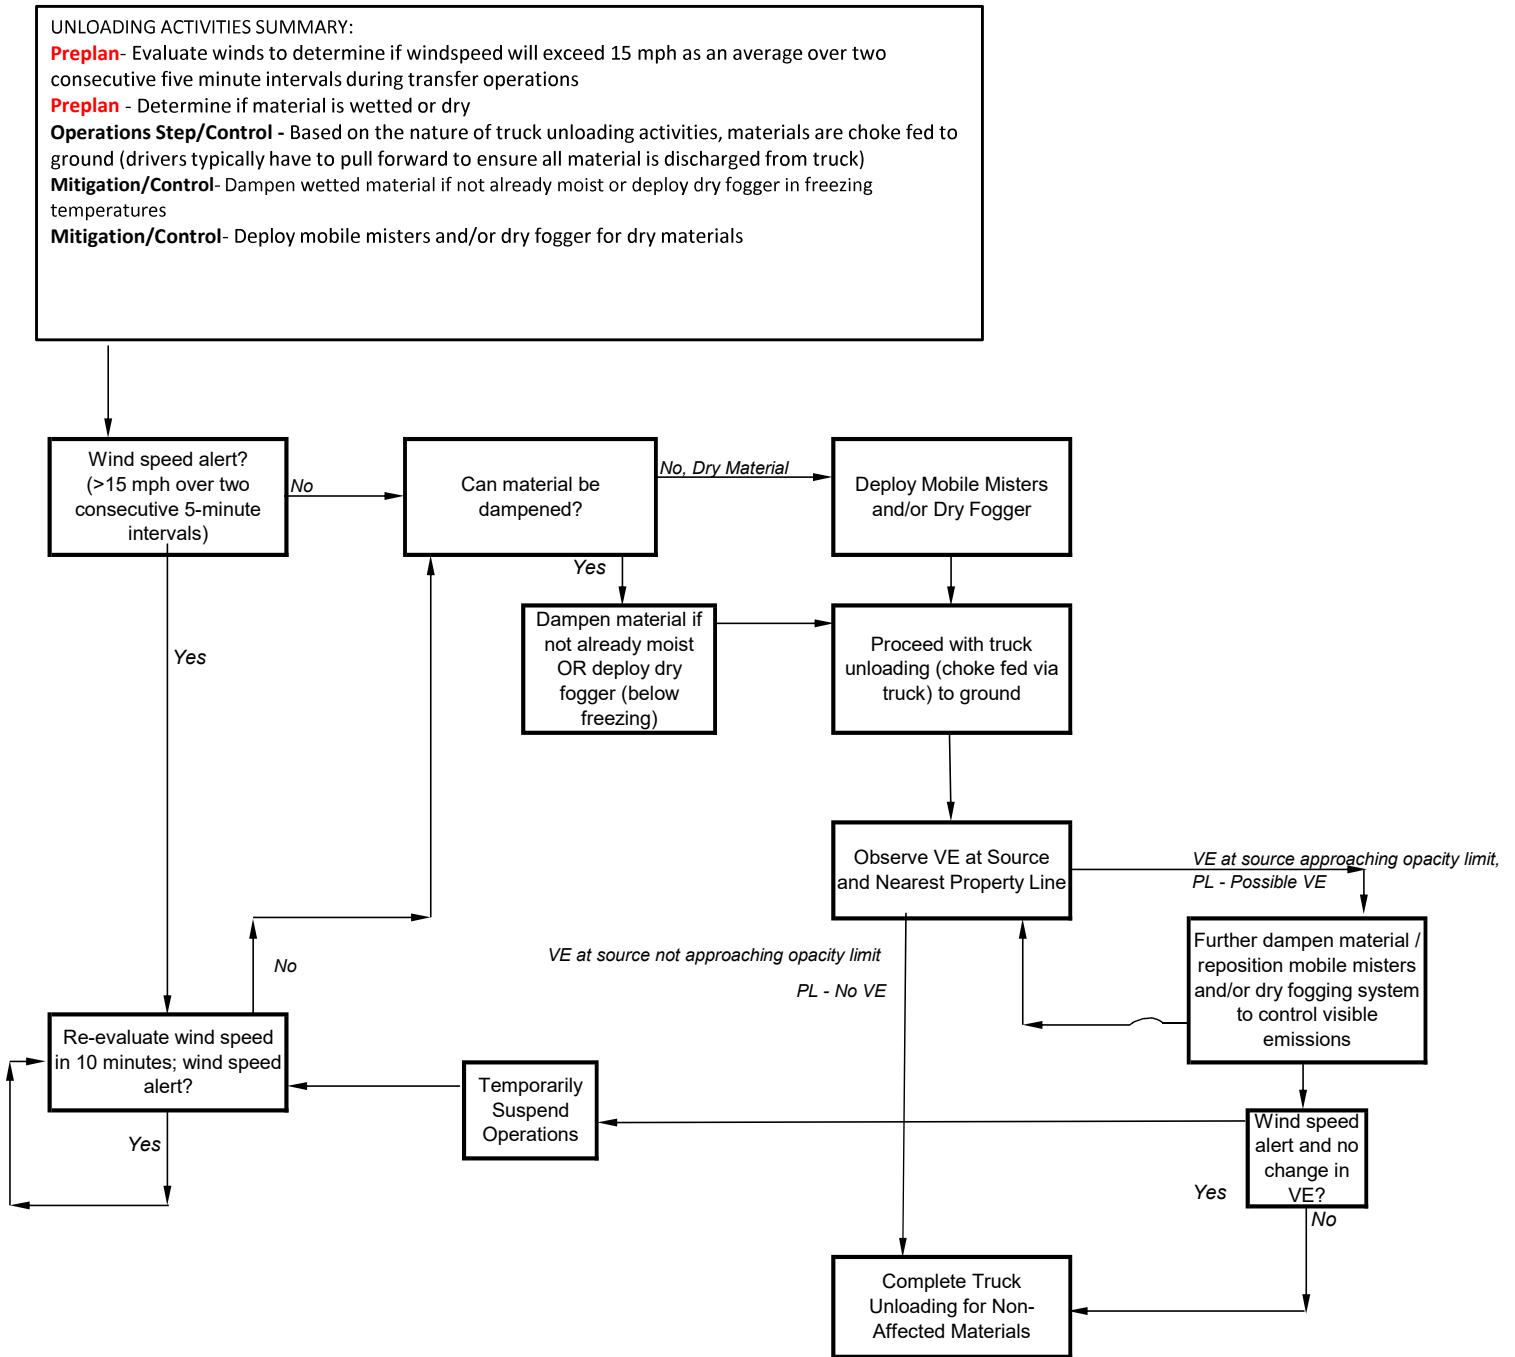 UNLOADING ACTIVITIES SUMMARY:
Preplan- Evaluate winds to determine if windspeed will exceed 15 mph as an average over two
consecutive five minute intervals during transfer operations
Preplan - Determine if material is wetted or dry
Operations Step/Control - Based on the nature of truck unloading activities, materials are choke fed to
ground (drivers typically have to pull forward to ensure all material is discharged from truck)
Mitigation/Control- Dampen wetted material if not already moist or deploy dry fogger in freezing
temperatures
Mitigation/Control- Deploy mobile misters and/or dry fogger for dry materials
Wind speed alert?
(>15 mph over two
consecutive 5-minute
intervals)
No
Can material be
dampened?
No, Dry Material
Deploy Mobile Misters
and/or Dry Fogger
Yes
Dampen material if
not already moist
OR deploy dry
fogger (below
freezing)
Proceed with truck
unloading (choke fed via
truck) to ground
Yes
Observe VE at Source
and Nearest Property Line
VE at source approaching opacity limit,
PL - Possible VE
VE at source not approaching opacity limit
PL - No VE
Further dampen material /
reposition mobile misters
and/or dry fogging system
to control visible
emissions
No
Re-evaluate wind speed
in 10 minutes; wind speed
alert?
Yes
Temporarily
Suspend
Operations
Wind speed
alert and no
change in
VE?
Yes
No
Complete Truck
Unloading for Non-
Affected Materials